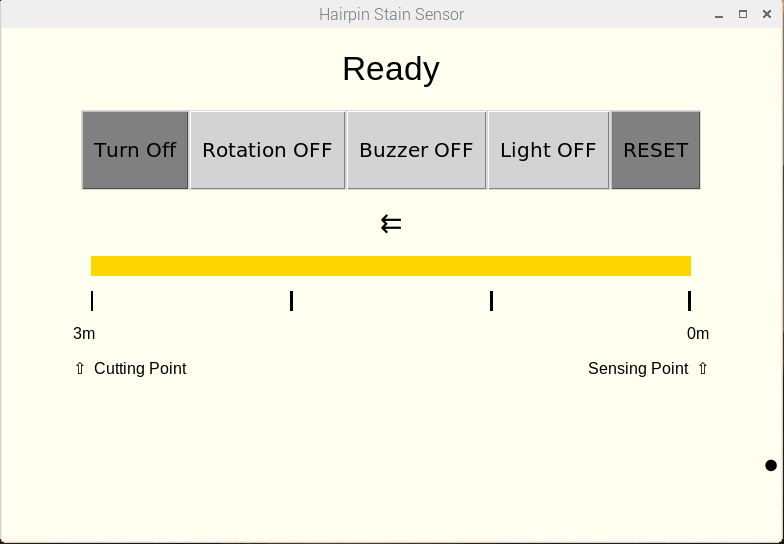 Hairpin Stain Sensor
Ready
Turn Off Rotation OFF Buzzer OFF Light OFF RESET
⇇
3m 0m
⇧ Cutting Point Sensing Point ⇧